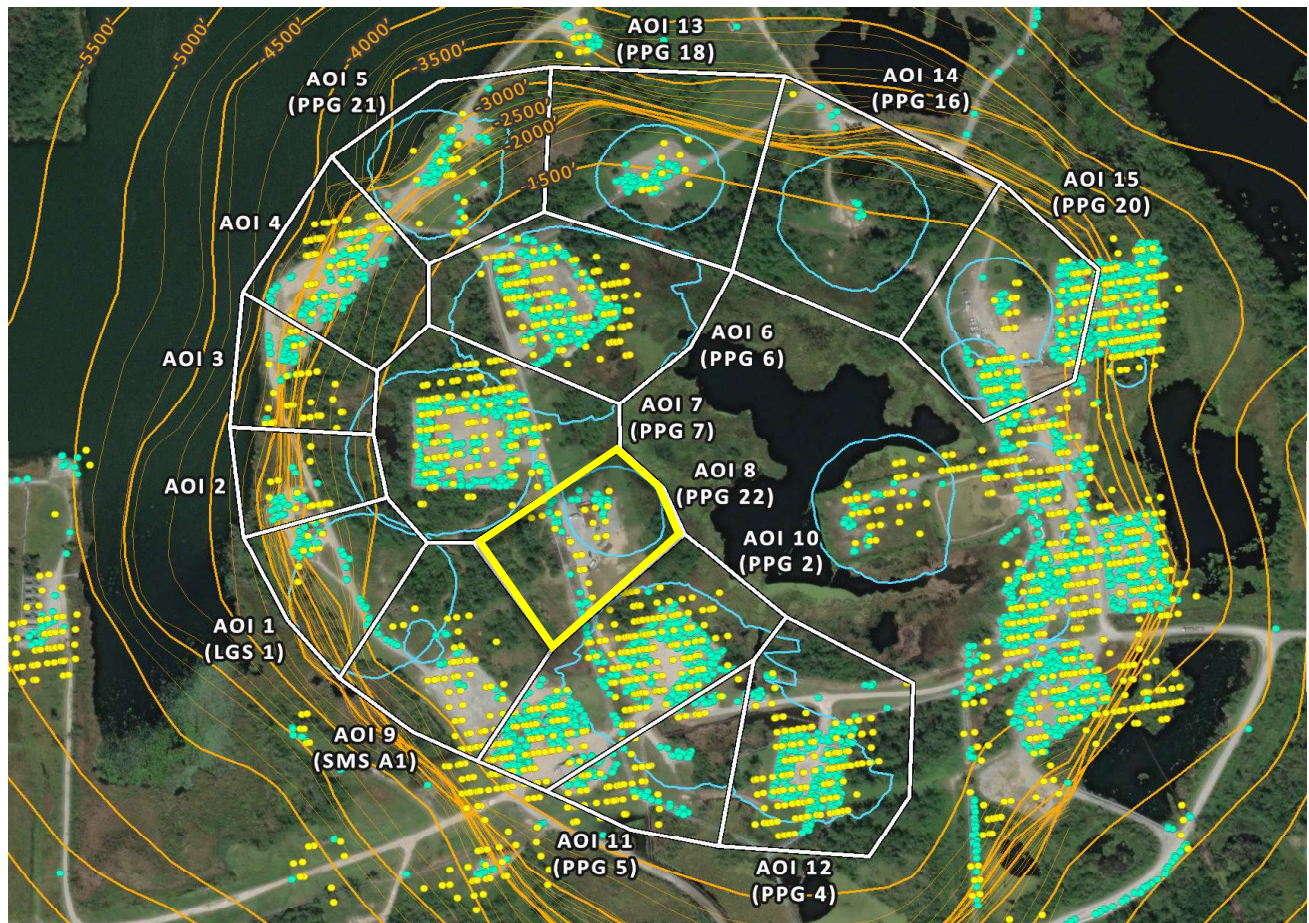 -5500'
-5000'
-4500'
-4000'
-3500'
-3000'
-2500'
-2000'
-1500'
AOI 13
(PPG 18)
AOI 5
(PPG 21)
AOI 14
(PPG 16)
AOI 15
(PPG 20)
AOI 4
AOI 3
AOI 6
(PPG 6)
AOI 7
(PPG 7)
AOI 2
AOI 8
(PPG 22)
AOI 10
(PPG 2)
AOI 1
(LGS 1)
AOI 9
(SMS A1)
AOI 11
(PPG 5)
AOI 12
(PPG 4)